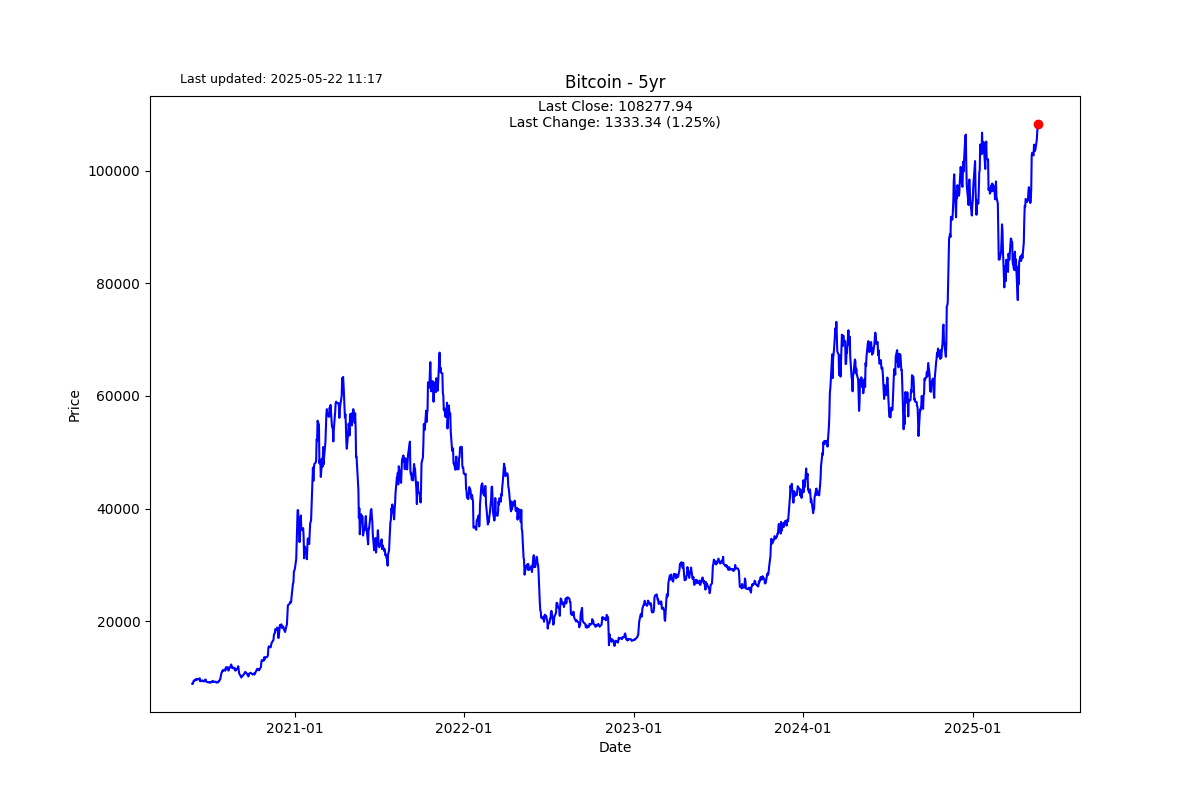 Last updated: 2025-05-22 11:17
Bitcoin - 5yr
Last Close: 108277.94
Last Change: 1333.34 (1.25%)
100000
80000
60000
40000
20000
Price
2021-01
2022-01
2023-01
2024-01
2025-01
Date